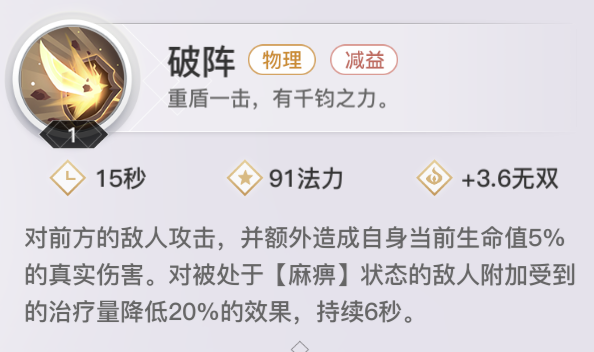 破阵 物理 减益
重盾一击，有千钧之力。
1
15秒 91法力 +3.6无双
对前方的敌人攻击，并额外造成自身当前生命值5%
的真实伤害。对被处于【麻痹】状态的敌人附加受到
的治疗量降低20%的效果，持续6秒。